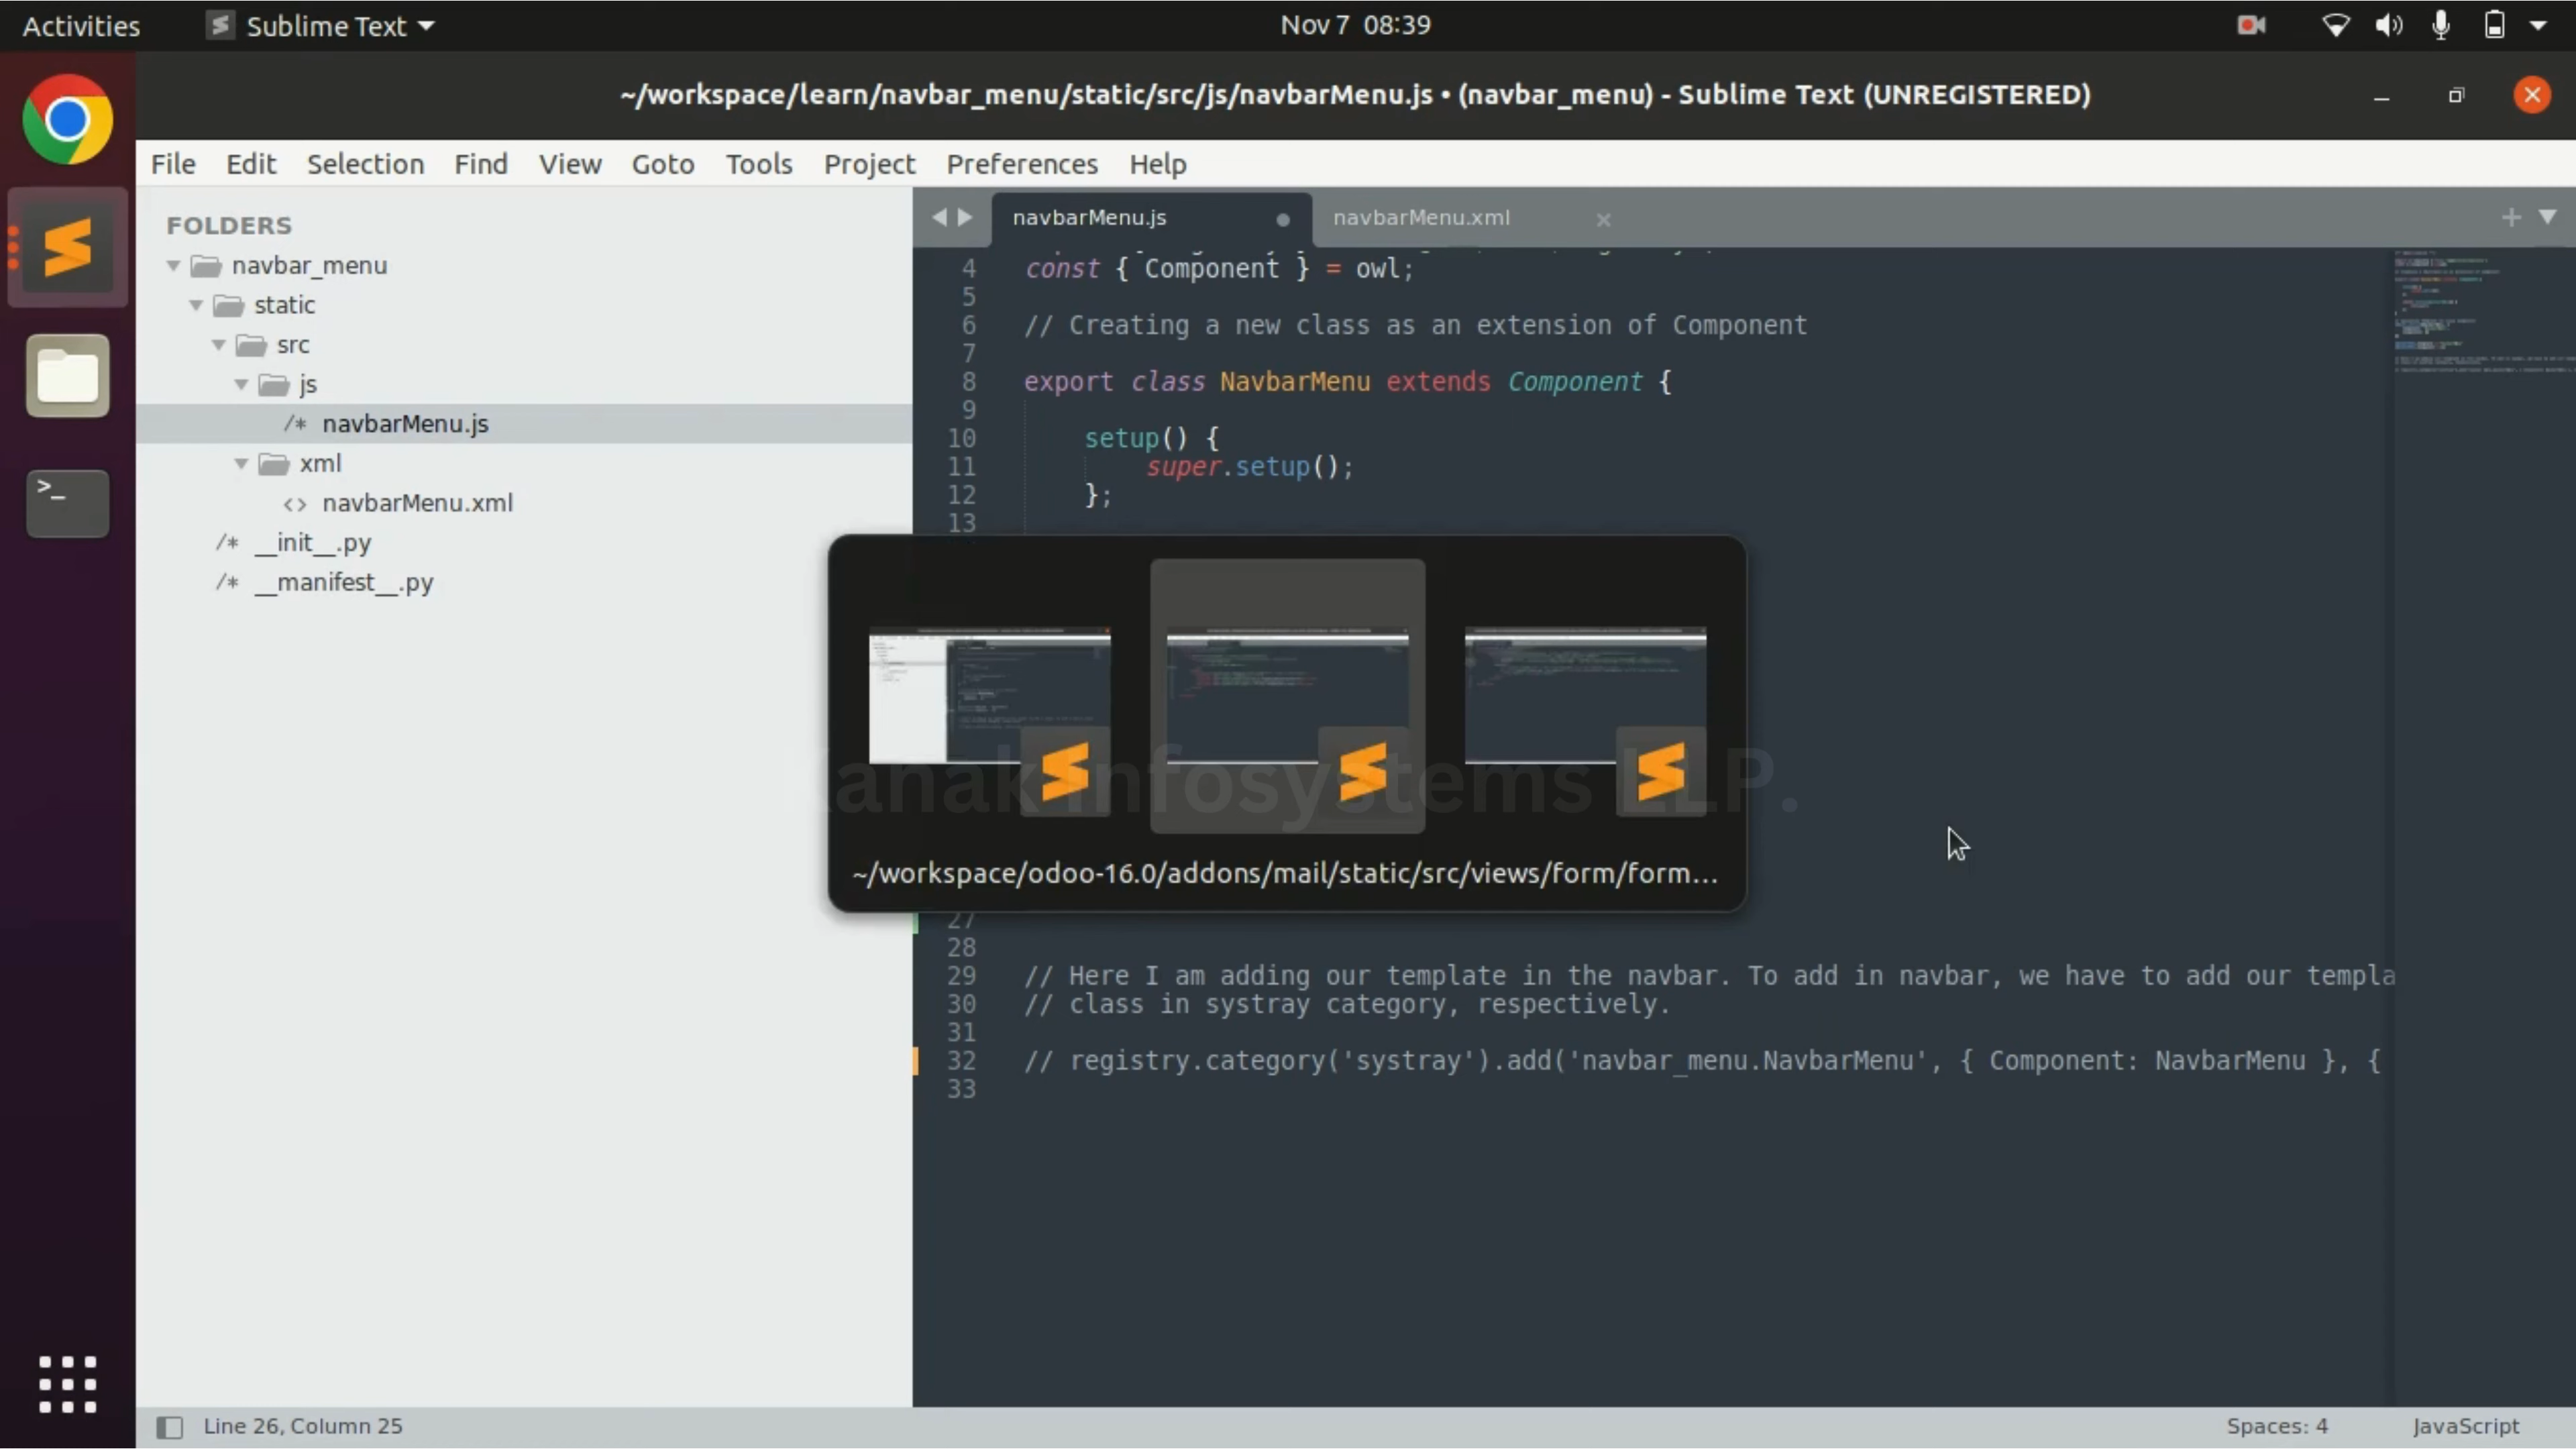 Activities
Sublime Text
Nov 7 08:39
~/workspace/learn/navbar_menu/static/src/js/navbarMenu.js • (navbar_menu) - Sublime Text (UNREGISTERED)
File Edit Selection Find View Goto Tools Project Preferences Help
FOLDERS
navbar_menu
static
src
js
/* navbarMenu.js
xml
<> navbarMenu.xml
/* __init__.py
/* __manifest__.py
navbarMenu.js
navbarMenu.xml
4 const { Component } = owl;
5
6 // Creating a new class as an extension of Component
7
8 export class NavbarMenu extends Component {
9
10 setup() {
11 super.setup();
12 };
13
~/workspace/odoo-16.0/addons/mail/static/src/views/form/form...
Infosystems LLP.
27
28
29 // Here I am adding our template in the navbar. To add in navbar, we have to add our templa
30 // class in systray category, respectively.
31
32 // registry.category('systray').add('navbar_menu.NavbarMenu', { Component: NavbarMenu }, {
33
Line 26, Column 25
Spaces: 4
JavaScript